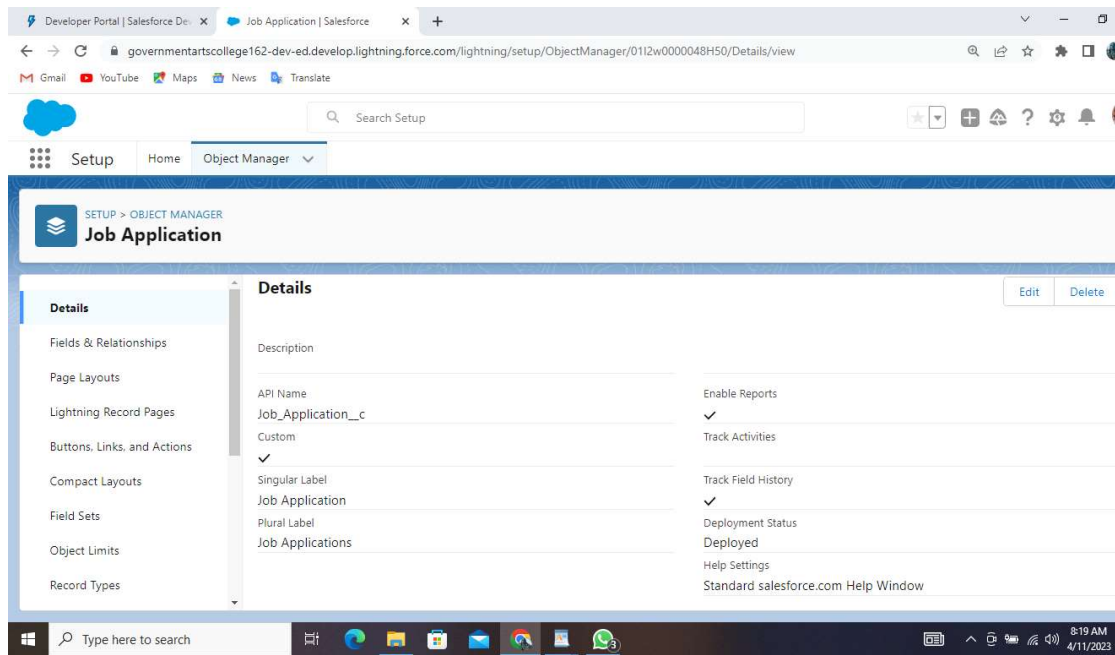 Developer Portal | Salesforce Dev
Job Application | Salesforce
governmentartscollege162-dev-ed.develop.lightning.force.com/lightning/setup/ObjectManager/01I2w0000048H50/Details/view
Gmail YouTube Maps News Translate
Search Setup
Setup Home Object Manager
SETUP > OBJECT MANAGER
Job Application
Details
Fields & Relationships
Page Layouts
Lightning Record Pages
Buttons, Links, and Actions
Compact Layouts
Field Sets
Object Limits
Record Types
Details
Edit Delete
Description
API Name
Job_Application__c
Custom
Singular Label
Job Application
Plural Label
Job Applications
Enable Reports
Track Activities
Track Field History
Deployment Status
Deployed
Help Settings
Standard salesforce.com Help Window
Type here to search
3
8:19 AM
4/11/2023